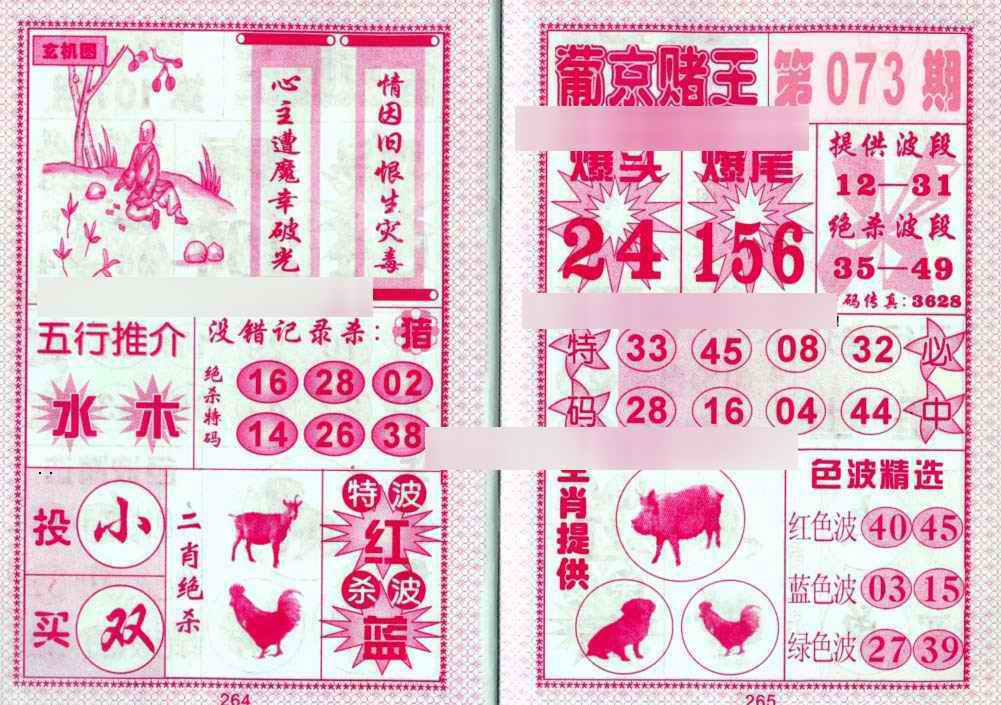 玄机图
心主遭魔幸破光
情因旧恨生灾毒
五行推介
水 木
没错记录杀：猪
绝杀特码
16 28 02
14 26 38
投 小
买 双
二肖绝杀
特波
红
杀波
蓝
264
葡京赌王
第073期
爆头
24
爆尾
156
提供波段
12—31
绝杀波段
35—49
码传真：3628
特码
33 45 08 32
28 16 04 44
必中
生肖提供
色波精选
红色波 40 45
蓝色波 03 15
绿色波 27 39
265